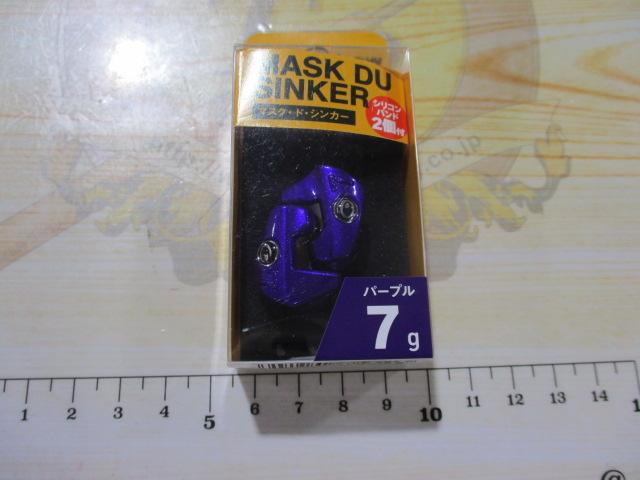 MASK DU
SINKER
マスク・ド・シンカー
シリコン
バンド
2個付
パープル
7g
1 2 3 4 5 6 7 8 9 10 11 12 13 14